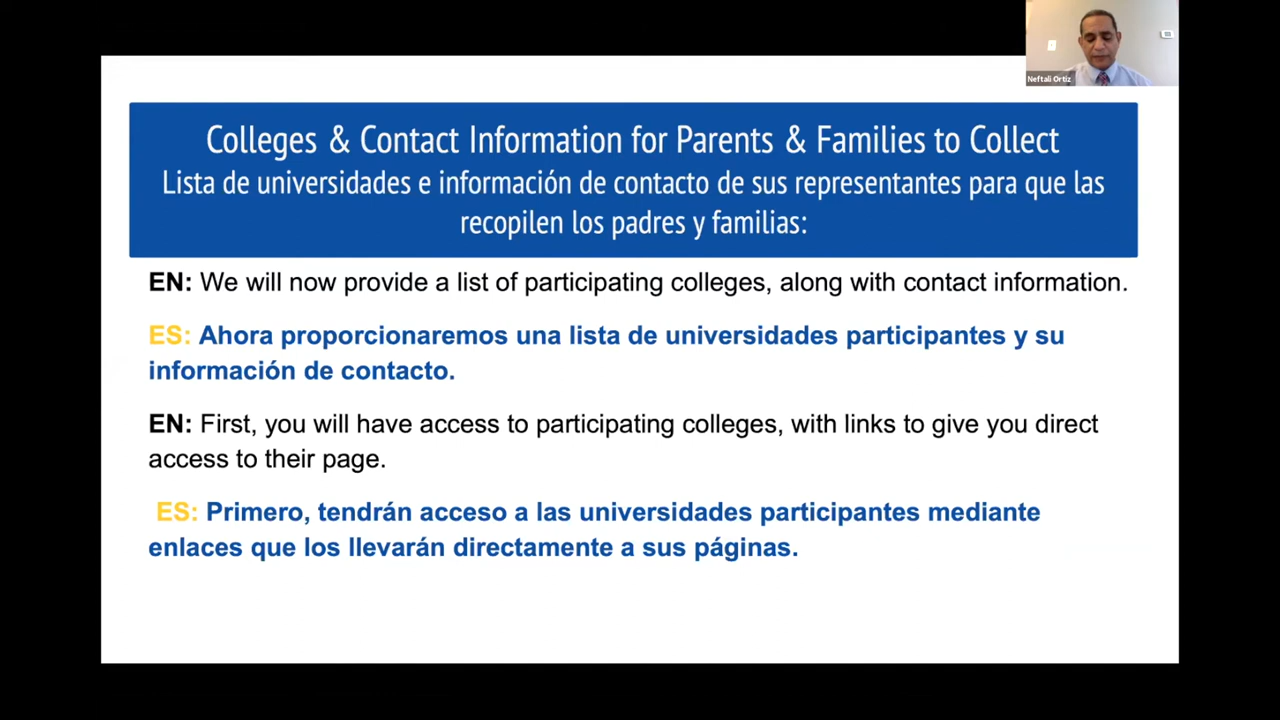 Neftali Ortiz
Colleges & Contact Information for Parents & Families to Collect
Lista de universidades e información de contacto de sus representantes para que las
recopilen los padres y familias:
EN: We will now provide a list of participating colleges, along with contact information.
ES: Ahora proporcionaremos una lista de universidades participantes y su
información de contacto.
EN: First, you will have access to participating colleges, with links to give you direct
access to their page.
ES: Primero, tendrán acceso a las universidades participantes mediante
enlaces que los llevarán directamente a sus páginas.